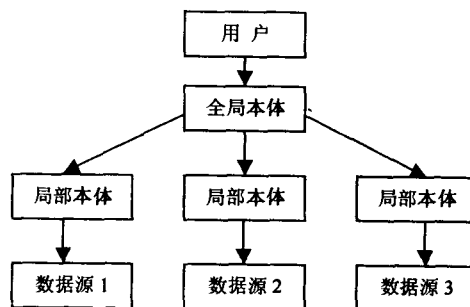 用 户
全局本体
局部本体 局部本体 局部本体
数据源 1 数据源 2 数据源 3